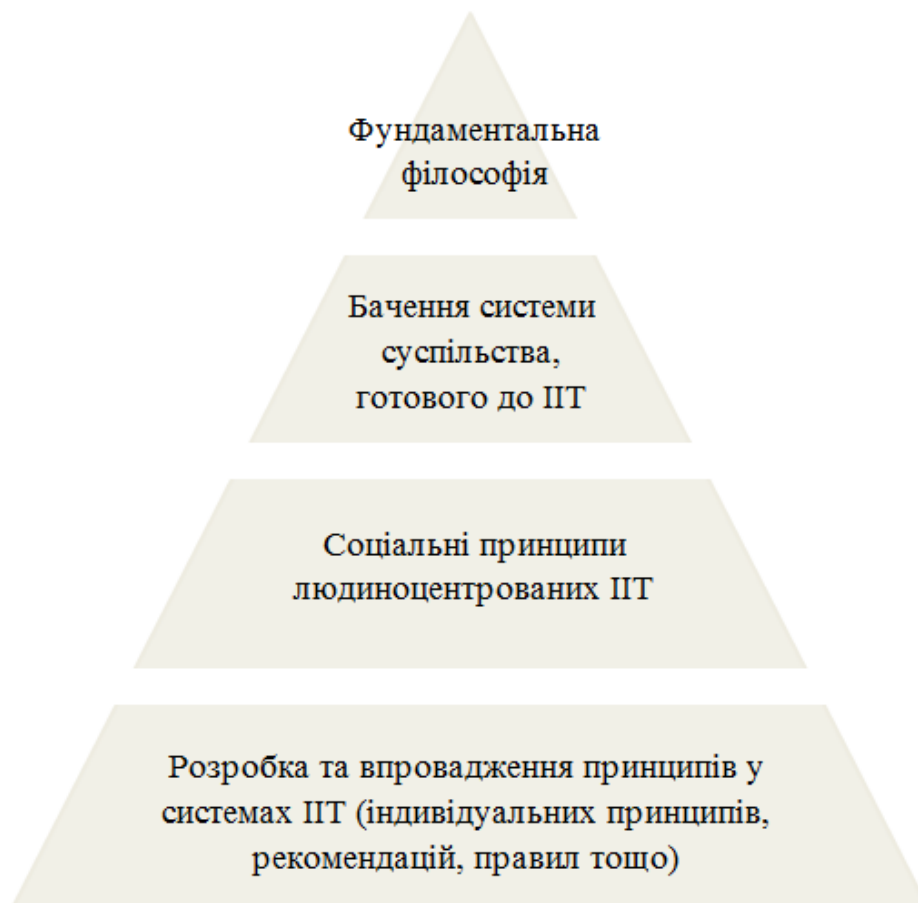 Фундаментальна
філософія
Бачення системи
суспільства,
готового до ІІТ
Соціальні принципи
людиноцентрованих ІІТ
Розробка та впровадження принципів у
системах ІІТ (індивідуальних принципів,
рекомендацій, правил тощо)